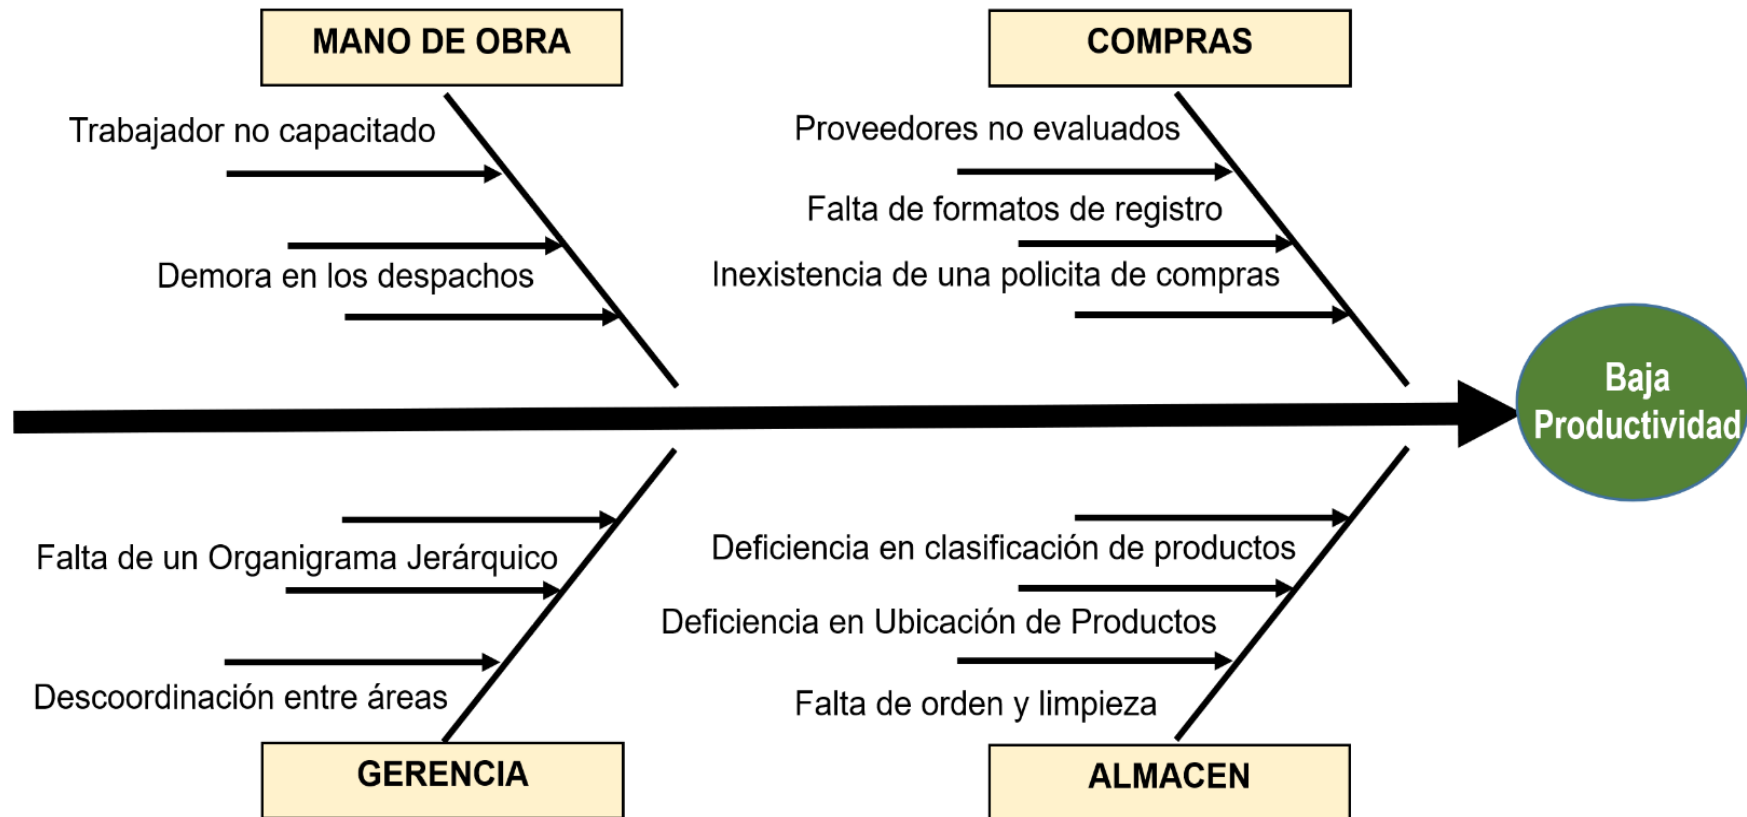 MANO DE OBRA
COMPRAS
Trabajador no capacitado
Proveedores no evaluados
Falta de formatos de registro
Demora en los despachos
Inexistencia de una policita de compras
Baja
Productividad
Falta de un Organigrama Jerárquico
Deficiencia en clasificación de productos
Deficiencia en Ubicación de Productos
Descoordinación entre áreas
Falta de orden y limpieza
GERENCIA
ALMACEN